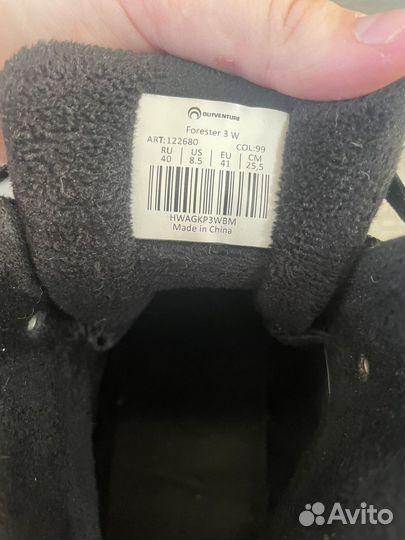 OUTVENTURE
Forester 3 W
ART:122680 COL:99
RU US EU CM
40 8.5 41 25,5
HWAGKP3WBM
Made in China
Avito